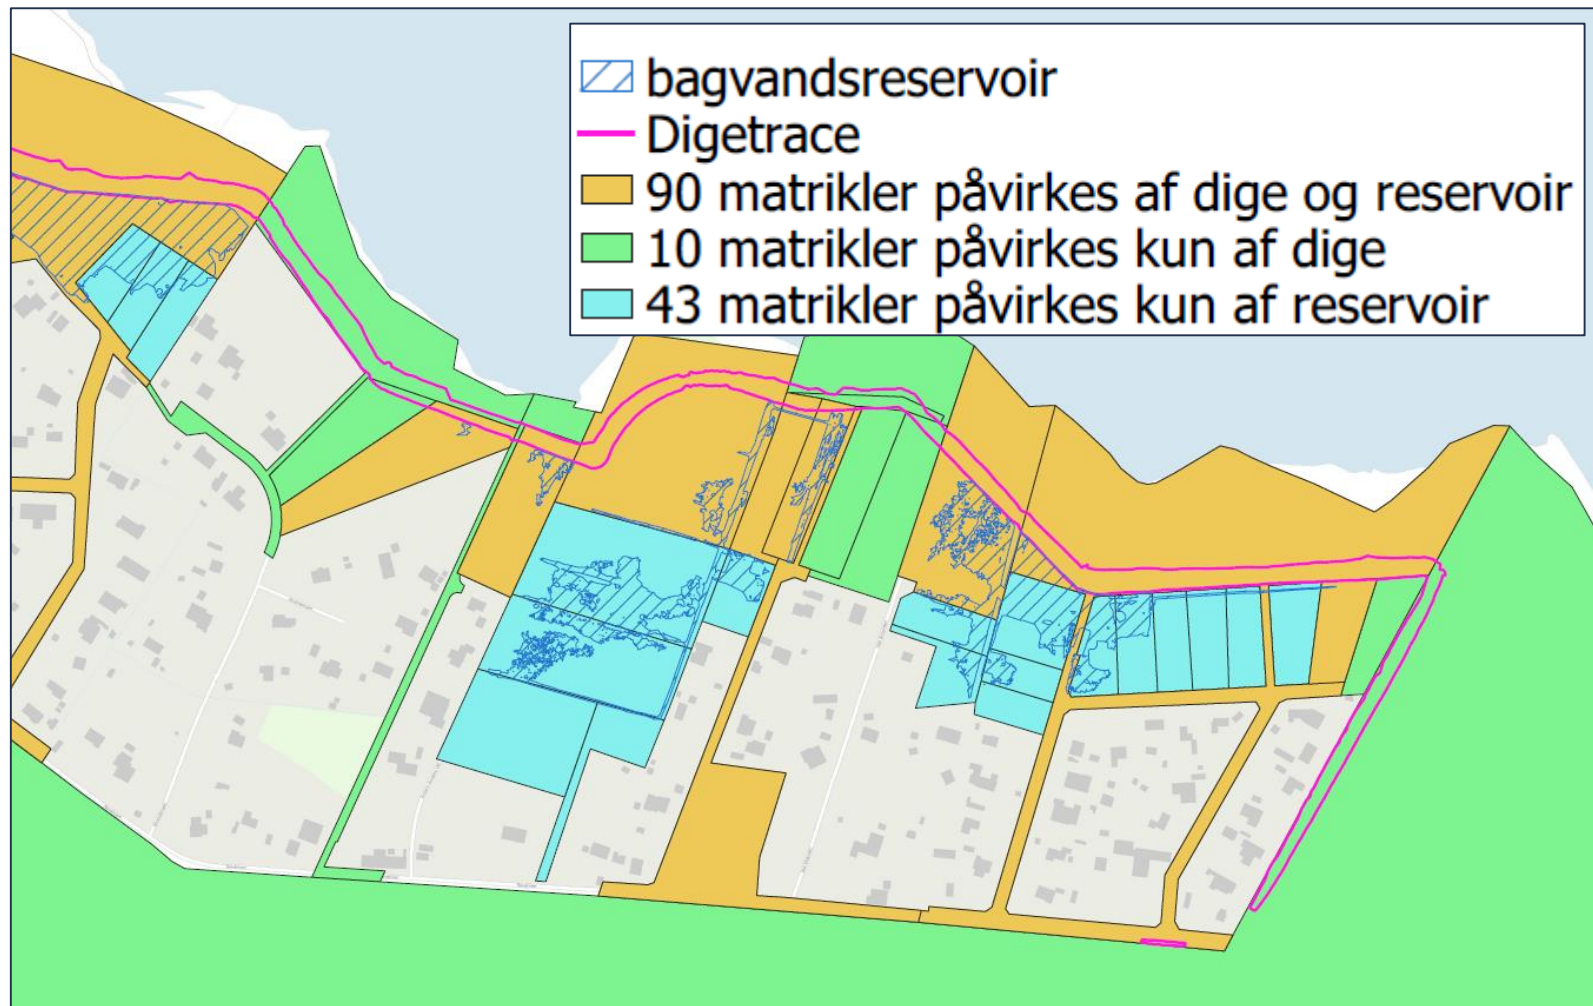 bagvandsreservoir
Digetrace
90 matrikler påvirkes af dige og reservoir
10 matrikler påvirkes kun af dige
43 matrikler påvirkes kun af reservoir